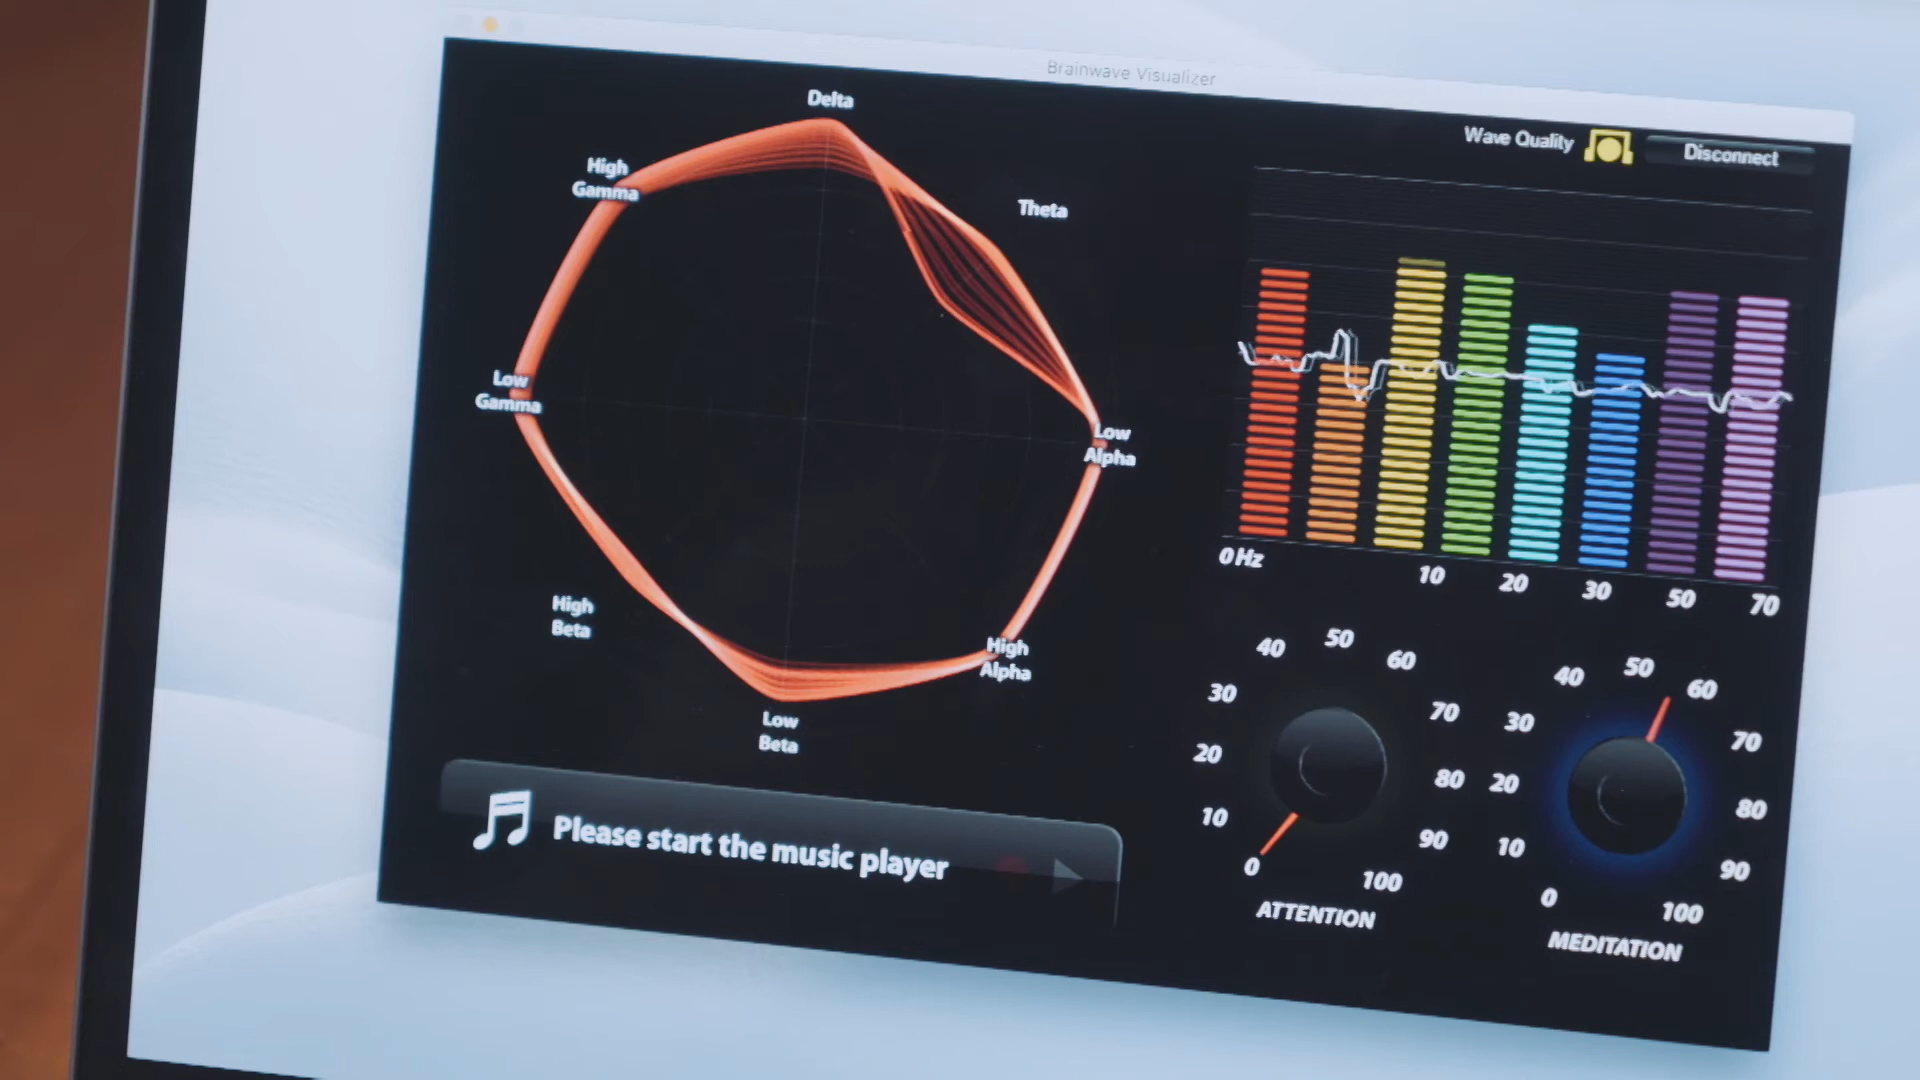 Brainwave Visualizer
Delta
Wave Quality
Disconnect
High
Gamma
Theta
Low
Gamma
Low
Alpha
0 Hz
10
20
30
50
70
High
Beta
High
Alpha
Low
Beta
Please start the music player
0
10
20
30
40
50
60
70
80
90
100
ATTENTION
0
10
20
30
40
50
60
70
80
90
100
MEDITATION